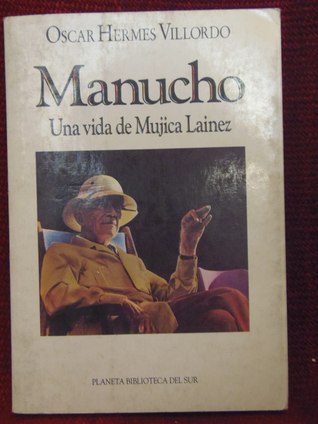 OSCAR HERMES VILLORDO
Manucho
Una vida de Mujica Lainez
PLANETA BIBLIOTECA DEL SUR